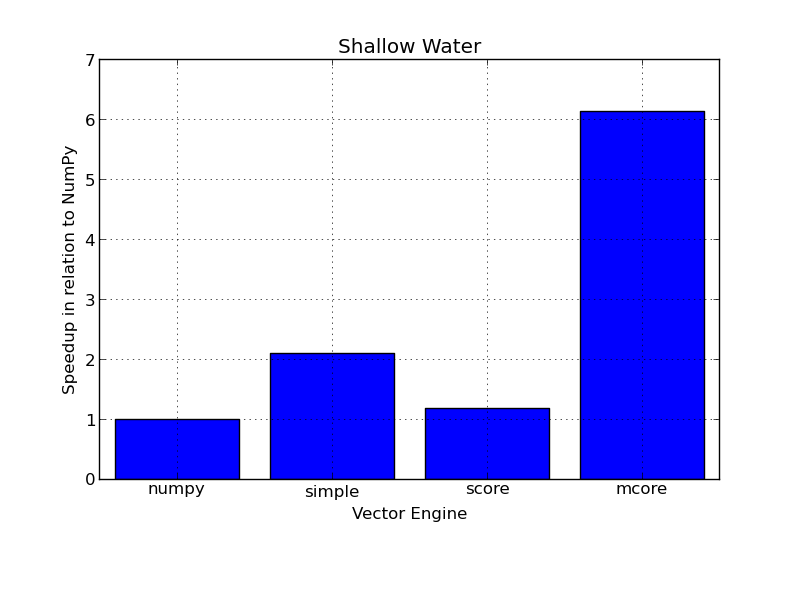 Shallow Water
7
6
5
4
3
2
1
0
Speedup in relation to NumPy
numpy simple score mcore
Vector Engine